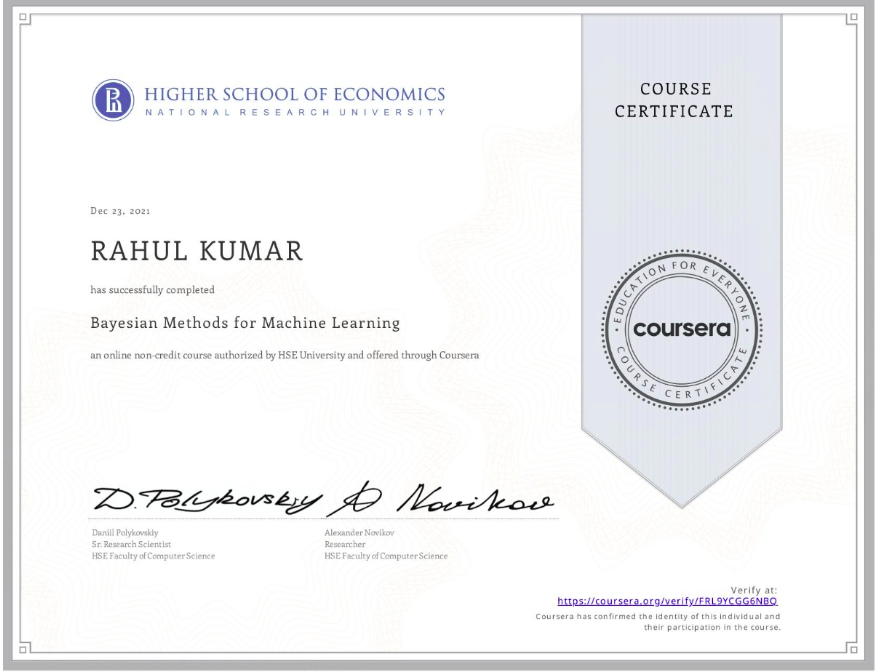 HIGHER SCHOOL OF ECONOMICS
NATIONAL RESEARCH UNIVERSITY
COURSE
CERTIFICATE
Dec 23, 2021
RAHUL KUMAR
has successfully completed
Bayesian Methods for Machine Learning
an online non-credit course authorized by HSE University and offered through Coursera
EDUCATION FOR EVERYONE
coursera
COURSE CERTIFICATE
D. Polykovskiy
Novikov
Daniil Polykovskiy
Sr. Research Scientist
HSE Faculty of Computer Science
Alexander Novikov
Researcher
HSE Faculty of Computer Science
Verify at:
https://coursera.org/verify/FRL9YCGG6NBQ
Coursera has confirmed the identity of this individual and
their participation in the course.